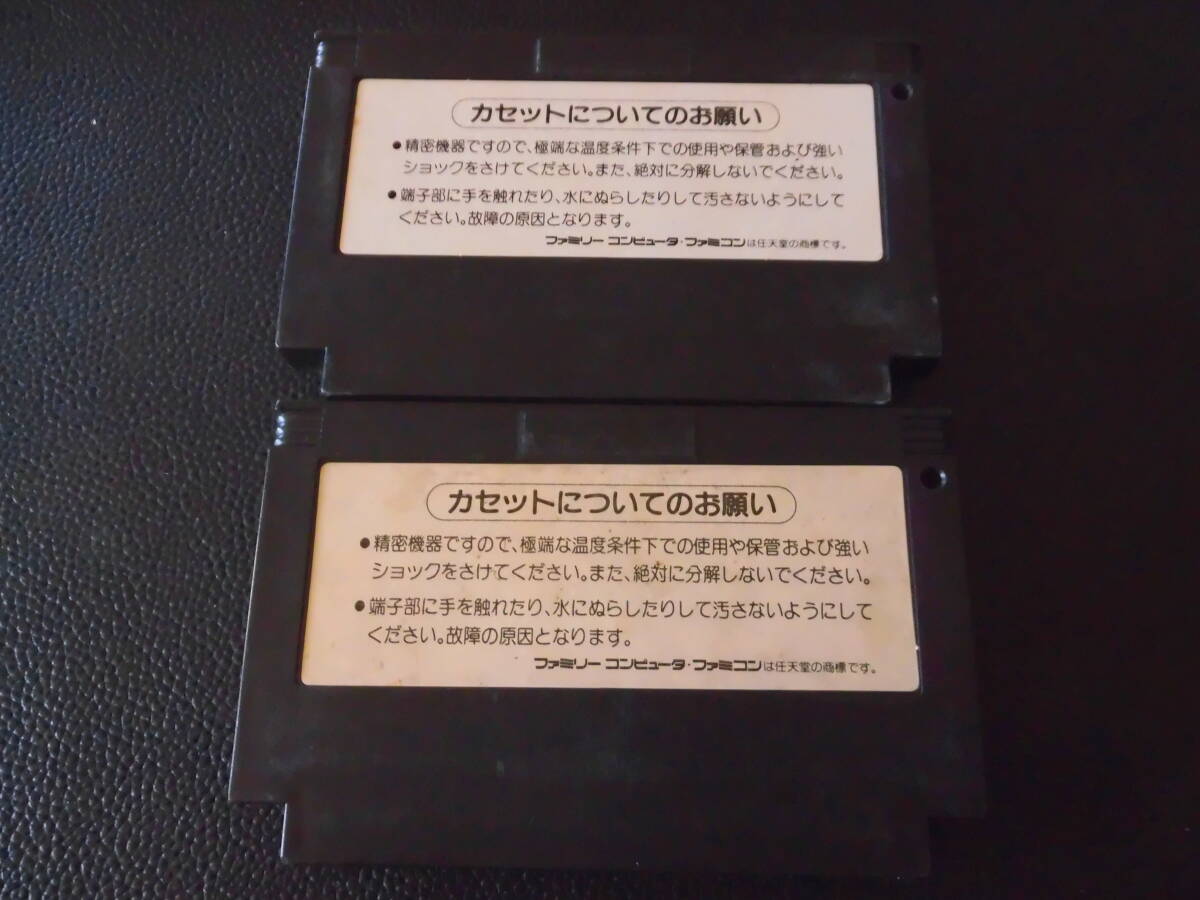 カセットについてのお願い
●精密機器ですので、極端な温度条件下での使用や保管および強い
ショックをさけてください。また、絶対に分解しないでください。
●端子部に手を触れたり、水にぬらしたりして汚さないようにして
ください。故障の原因となります。
ファミリー コンピュータ・ファミコンは任天堂の商標です。
カセットについてのお願い
●精密機器ですので、極端な温度条件下での使用や保管および強い
ショックをさけてください。また、絶対に分解しないでください。
●端子部に手を触れたり、水にぬらしたりして汚さないようにして
ください。故障の原因となります。
ファミリー コンピュータ・ファミコンは任天堂の商標です。